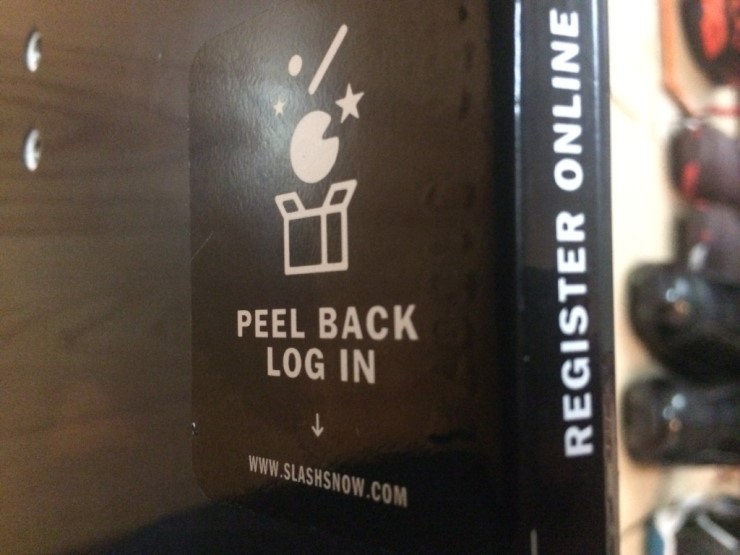 PEEL BACK
LOG IN
WWW.SLASHSNOW.COM
REGISTER ONLINE